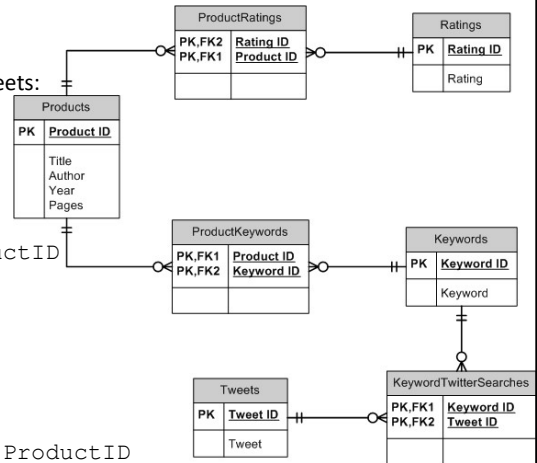 ProductRatings
PK,FK2 Rating ID
PK,FK1 Product ID
Ratings
PK Rating ID
Rating
eets:
Products
PK Product ID
Title
Author
Year
Pages
uctID
ProductKeywords
PK,FK1 Product ID
PK,FK2 Keyword ID
Keywords
PK Keyword ID
Keyword
Tweets
PK Tweet ID
Tweet
KeywordTwitterSearches
PK,FK1 Keyword ID
PK,FK2 Tweet ID
ProductID